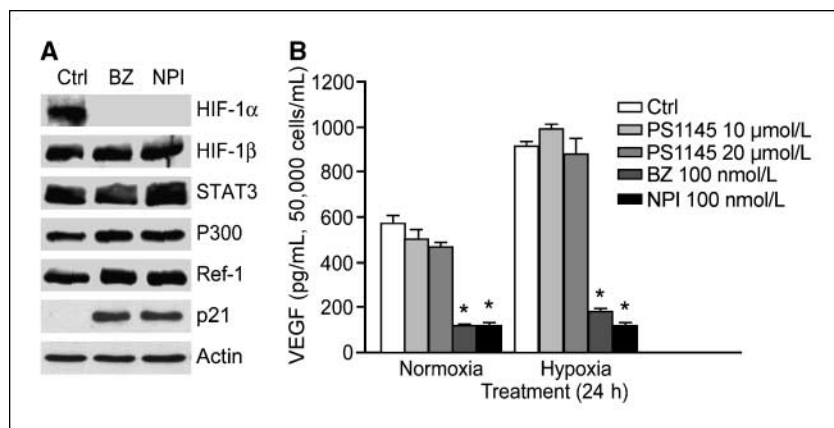 A
Ctrl BZ NPI
HIF-1α
HIF-1β
STAT3
P300
Ref-1
p21
Actin
B
VEGF (pg/mL, 50,000 cells/mL)
1200
1000
800
600
400
200
0
* *
* *
Normoxia Hypoxia
Treatment (24 h)
Ctrl
PS1145 10 μmol/L
PS1145 20 μmol/L
BZ 100 nmol/L
NPI 100 nmol/L